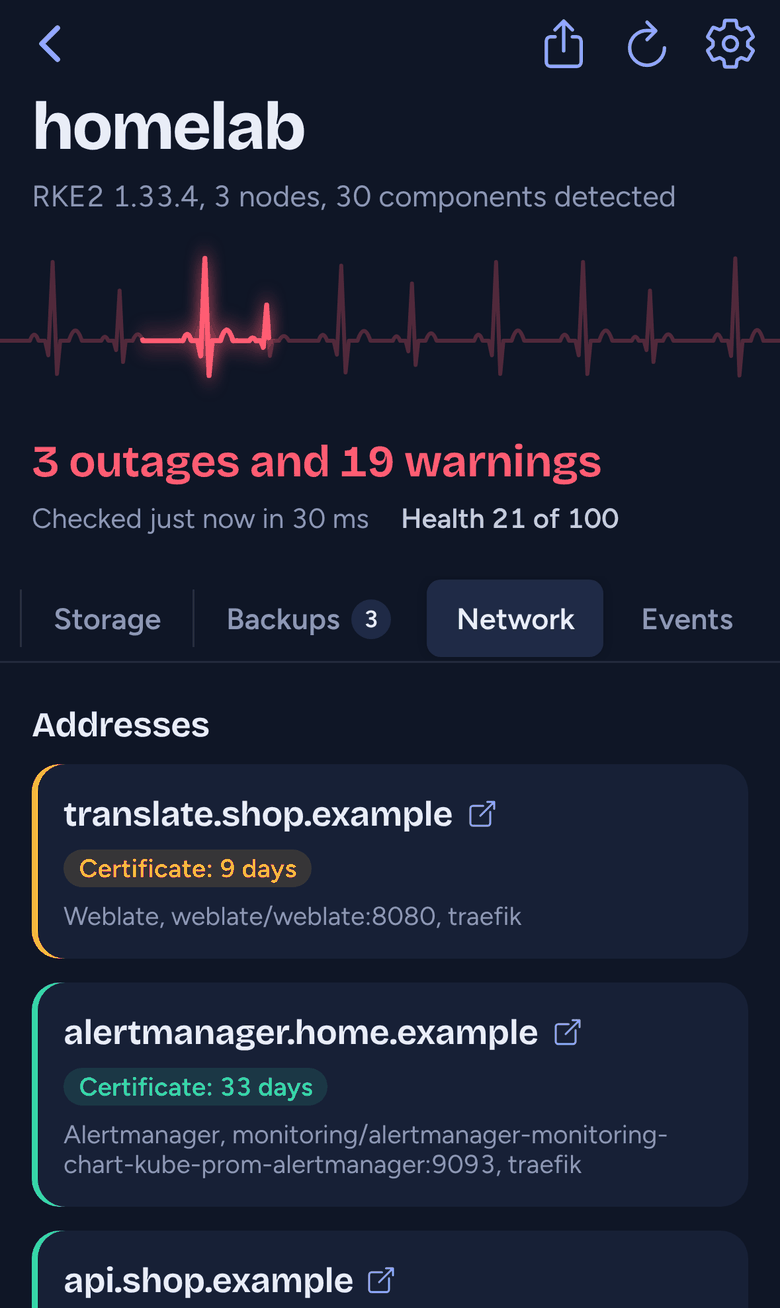 homelab
RKE2 1.33.4, 3 nodes, 30 components detected
3 outages and 19 warnings
Checked just now in 30 ms Health 21 of 100
Storage Backups 3 Network Events
Addresses
translate.shop.example
Certificate: 9 days
Weblate, weblate/weblate:8080, traefik
alertmanager.home.example
Certificate: 33 days
Alertmanager, monitoring/alertmanager-monitoring-
chart-kube-prom-alertmanager:9093, traefik
api.shop.example